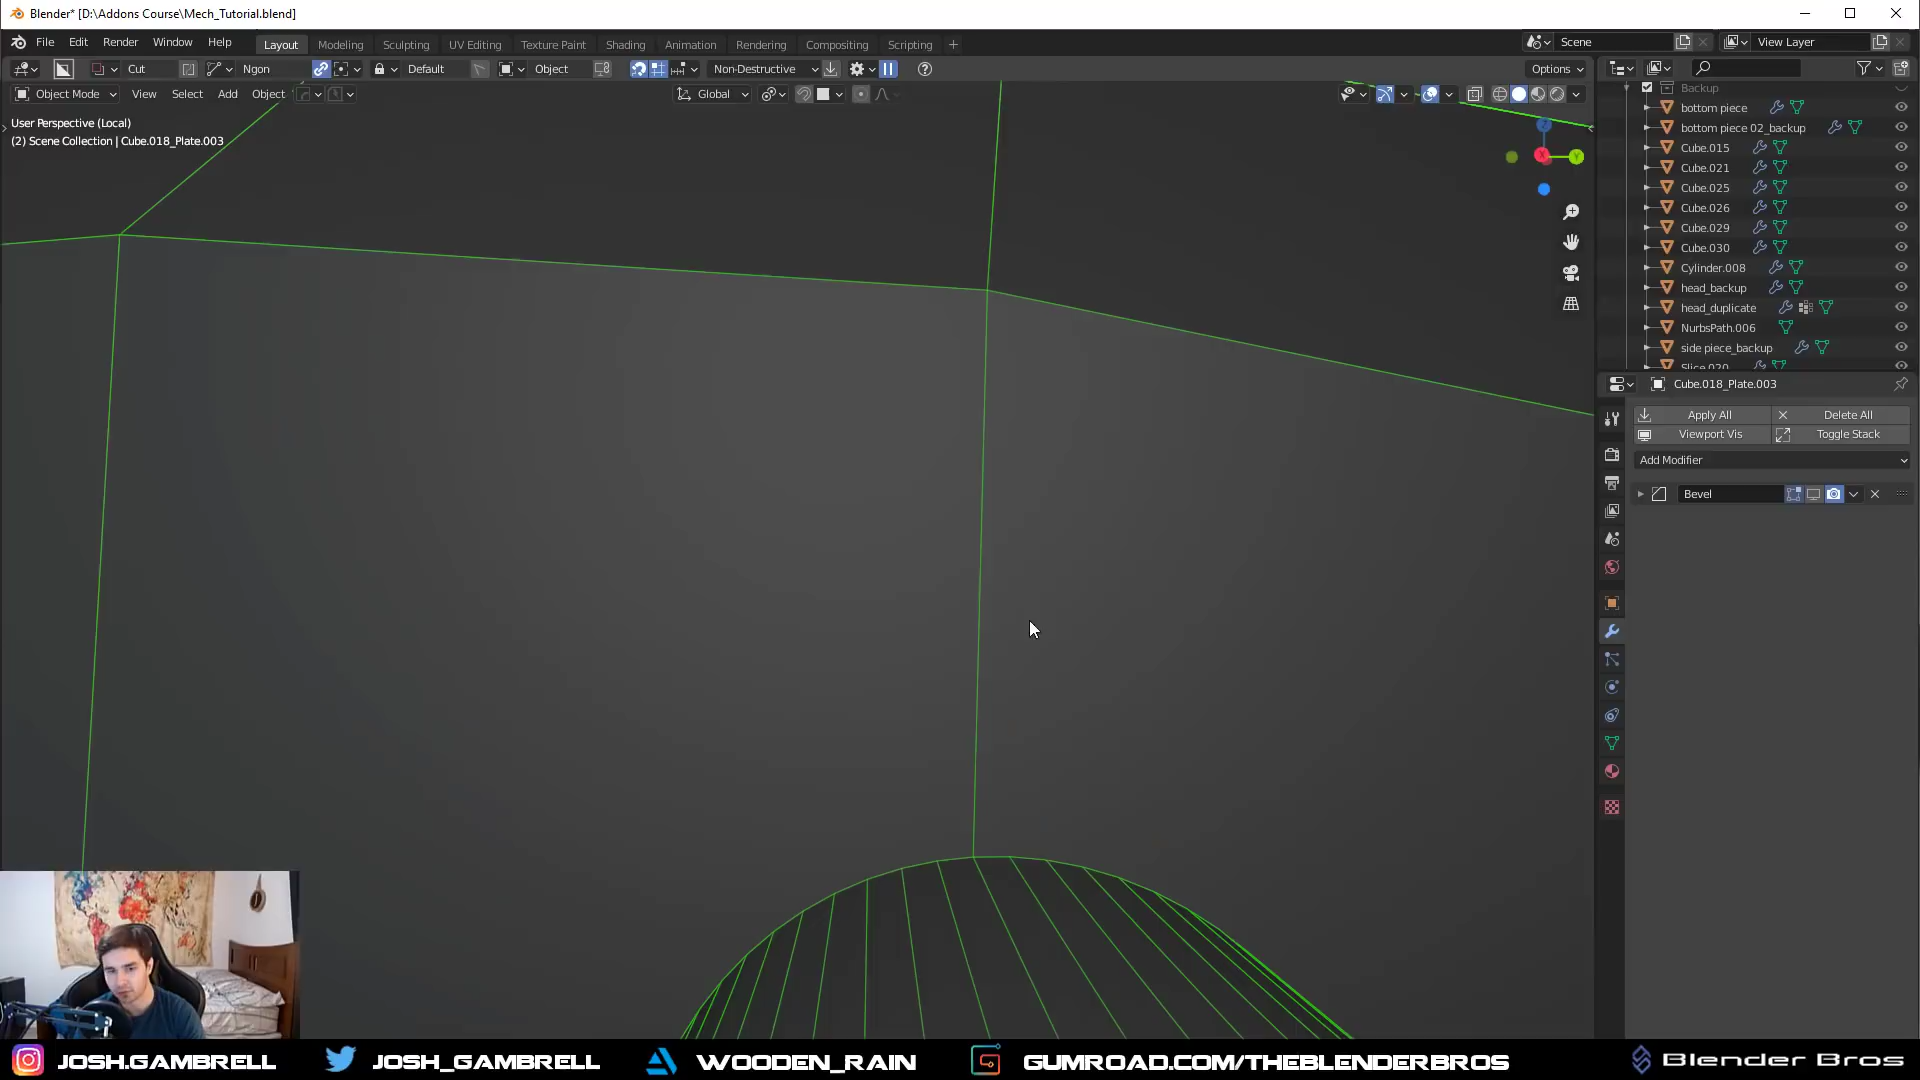 Blender* [D:\Addons Course\Mech_Tutorial.blend]
File Edit Render Window Help Layout Modeling Sculpting UV Editing Texture Paint Shading Animation Rendering Compositing Scripting + Scene View Layer
Cut Ngon Default Object Non-Destructive Options
Object Mode View Select Add Object Global
User Perspective (Local)
(2) Scene Collection | Cube.018_Plate.003
X
Y
Backup
bottom piece
bottom piece 02_backup
Cube.015
Cube.021
Cube.025
Cube.026
Cube.029
Cube.030
Cylinder.008
head_backup
head_duplicate
NurbsPath.006
side piece_backup
Slice.020
Cube.018_Plate.003
Apply All Delete All
Viewport Vis Toggle Stack
Add Modifier
Bevel
JOSH.GAMBRELL JOSH_GAMBRELL WOODEN_RAIN GUMROAD.COM/THEBLENDERBROS Blender Bros